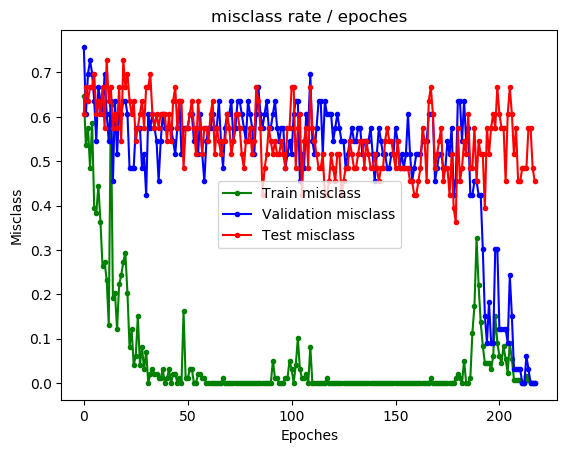 misclass rate / epoches
Misclass
0.7
0.6
0.5
0.4
0.3
0.2
0.1
0.0
Train misclass
Validation misclass
Test misclass
0
50
100
150
200
Epoches